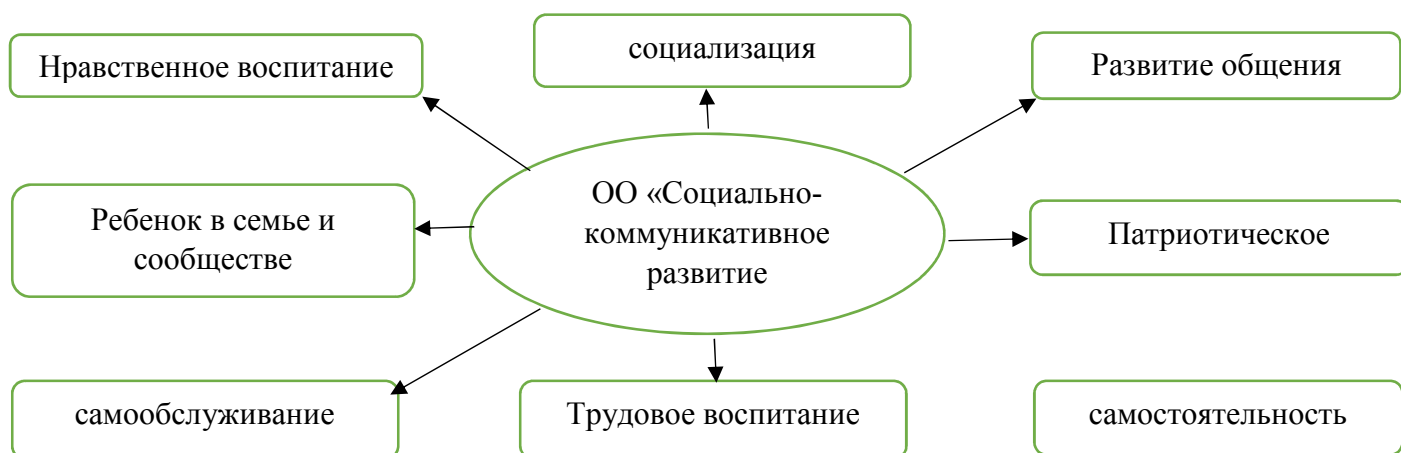 социализация
Нравственное воспитание
Развитие общения
ОО «Социально-
коммуникативное
развитие
Ребенок в семье и
сообществе
Патриотическое
самообслуживание
Трудовое воспитание
самостоятельность